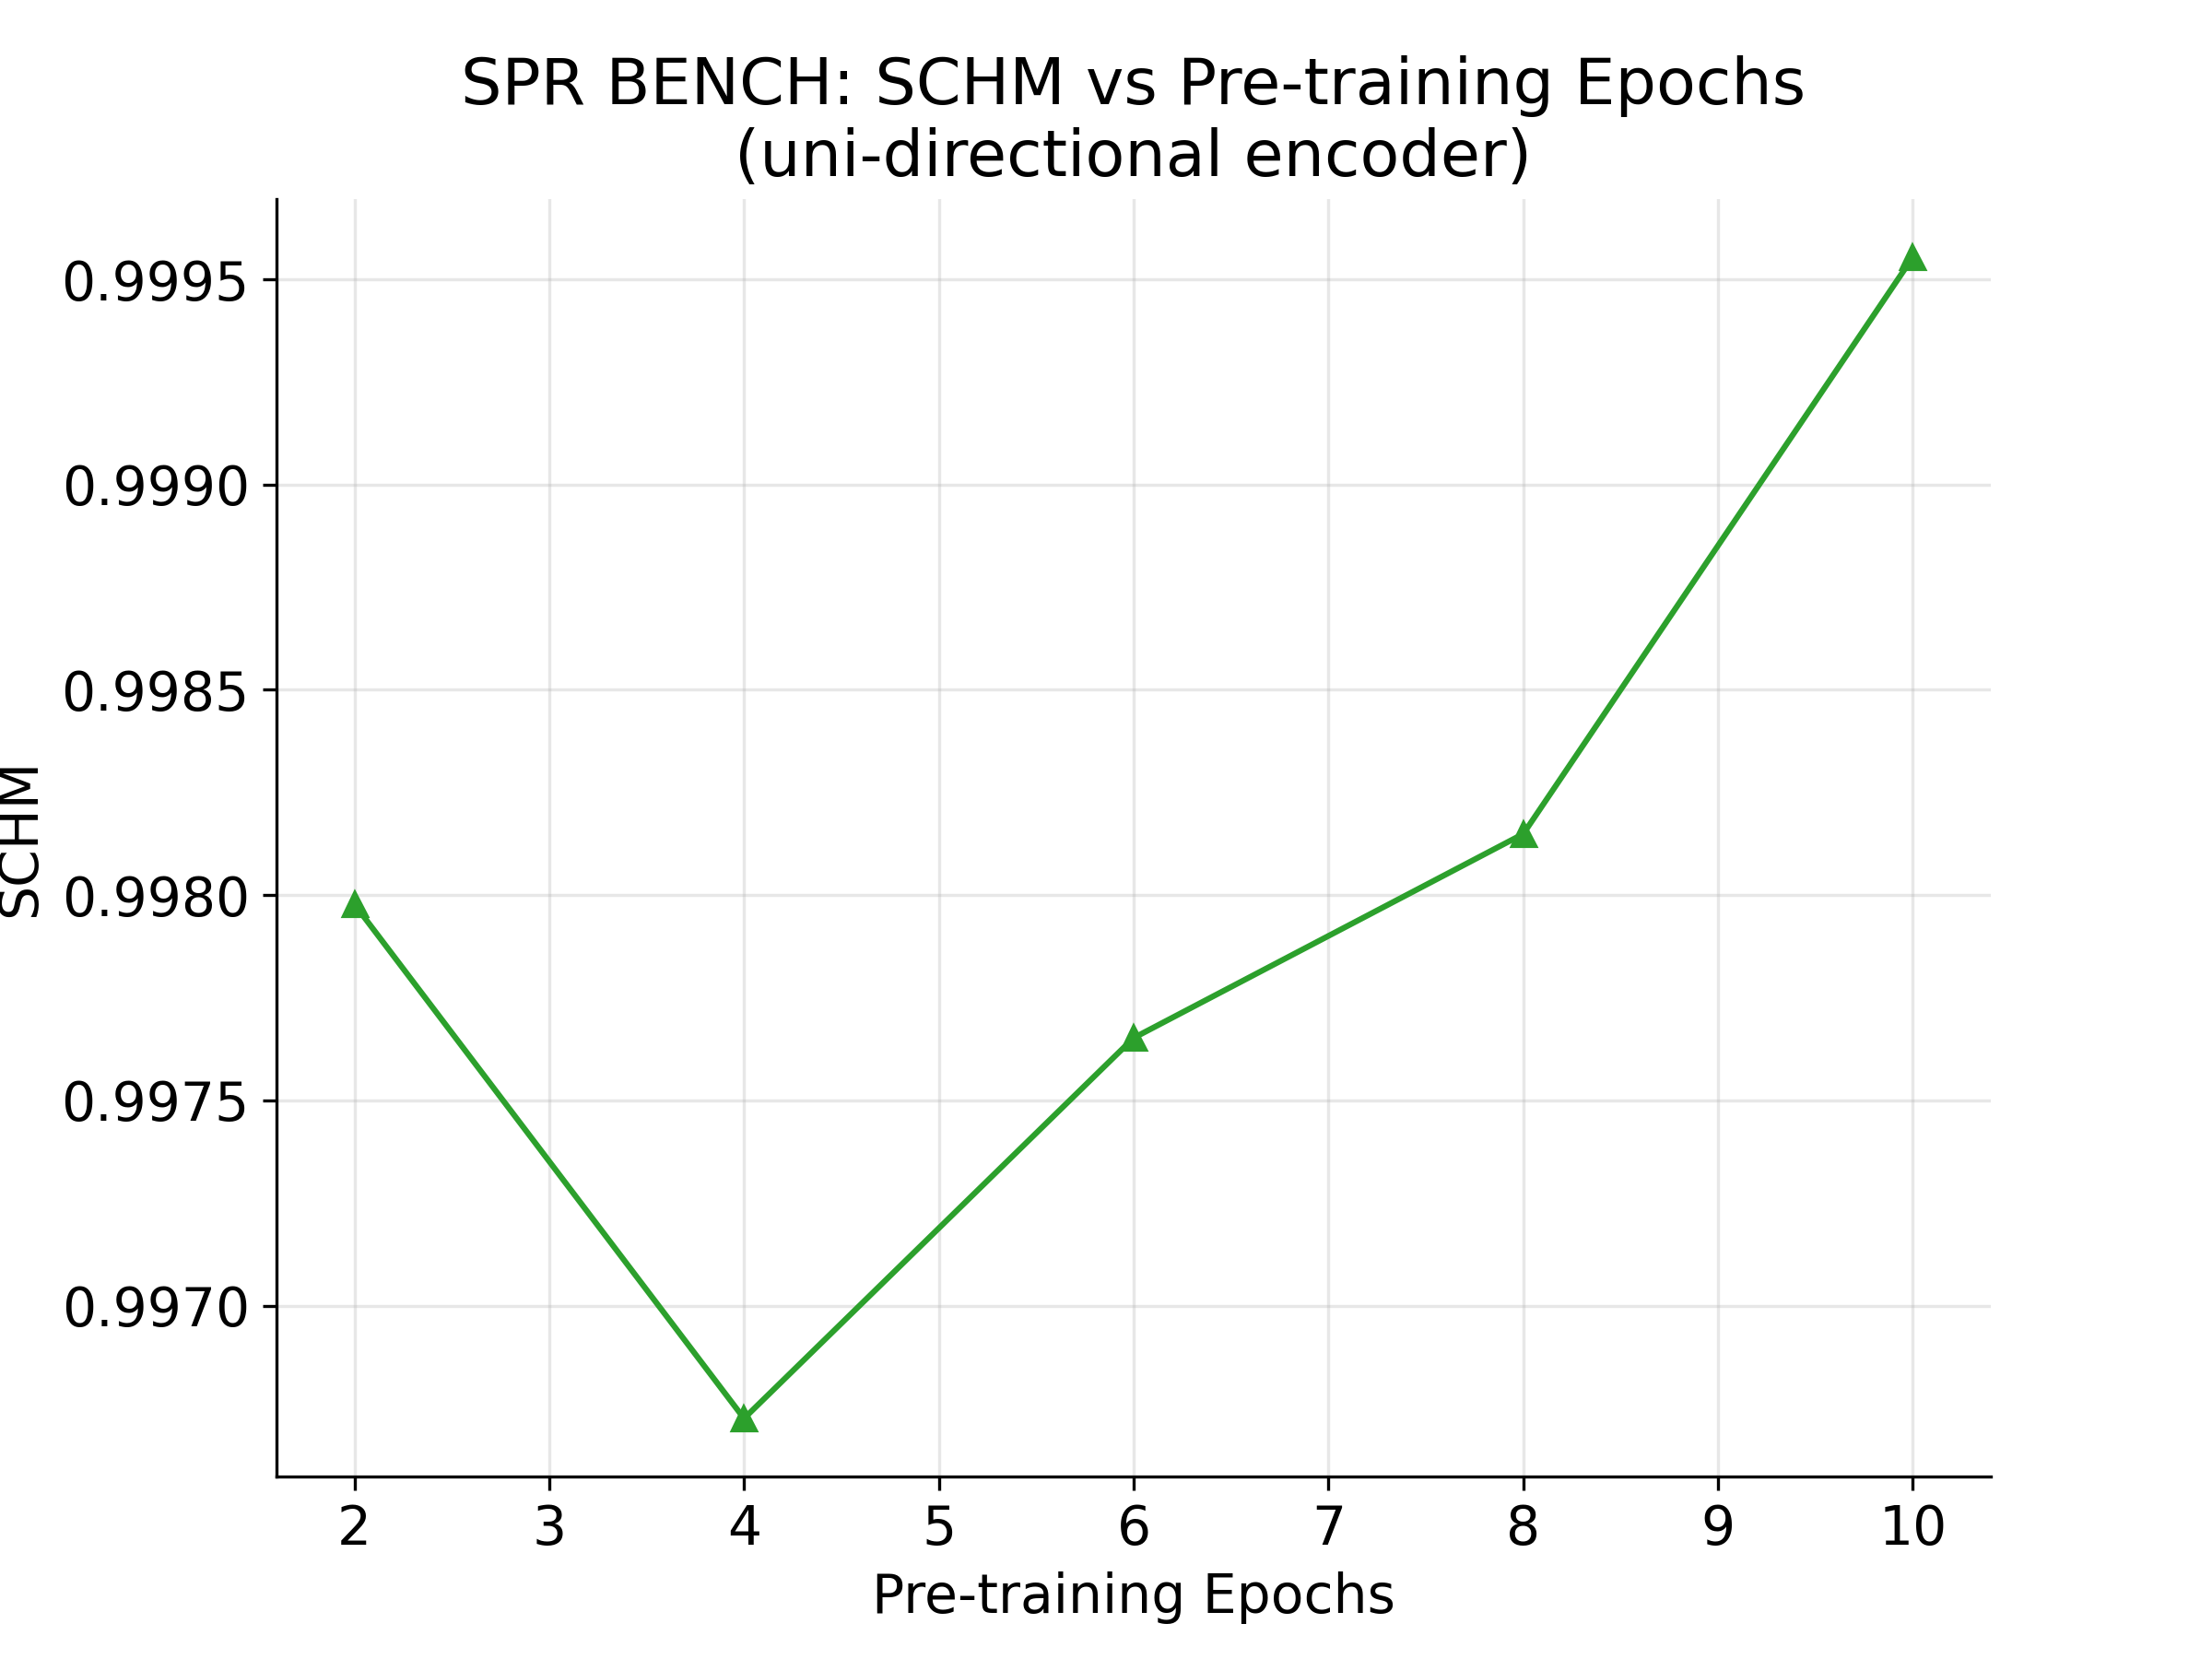 SPR BENCH: SCHM vs Pre-training Epochs
(uni-directional encoder)
0.9995
0.9990
0.9985
0.9980
0.9975
0.9970
SCHM
2 3 4 5 6 7 8 9 10
Pre-training Epochs